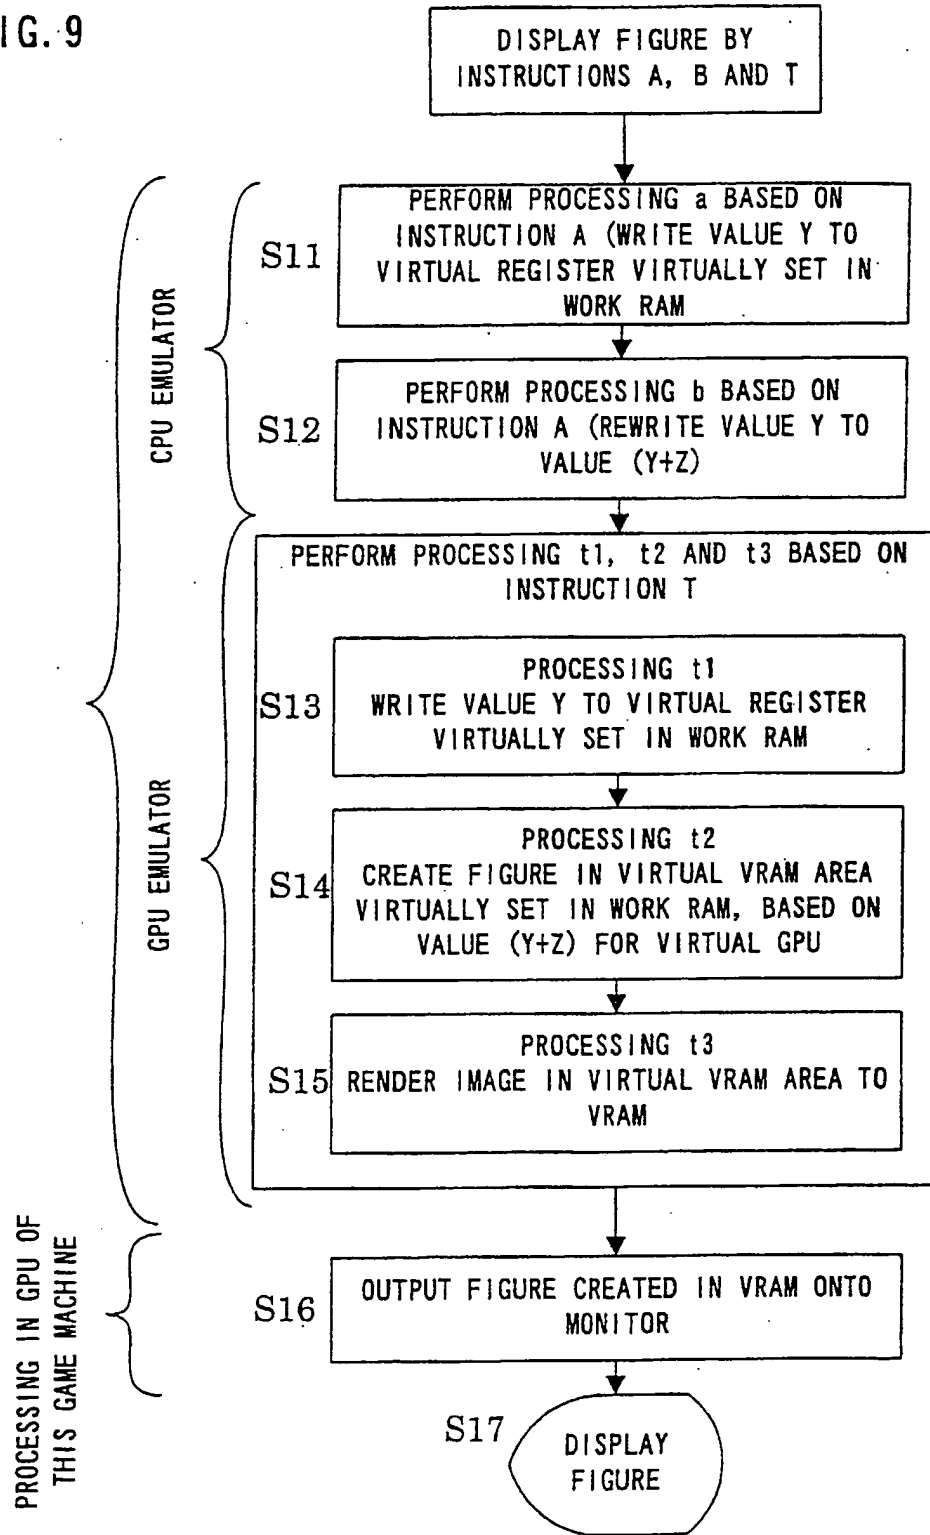 IG. 9
DISPLAY FIGURE BY
INSTRUCTIONS A, B AND T
S11
PERFORM PROCESSING a BASED ON
INSTRUCTION A (WRITE VALUE Y TO
VIRTUAL REGISTER VIRTUALLY SET IN
WORK RAM
CPU EMULATOR
S12
PERFORM PROCESSING b BASED ON
INSTRUCTION A (REWRITE VALUE Y TO
VALUE (Y+Z)
PERFORM PROCESSING t1, t2 AND t3 BASED ON
INSTRUCTION T
S13
PROCESSING t1
WRITE VALUE Y TO VIRTUAL REGISTER
VIRTUALLY SET IN WORK RAM
GPU EMULATOR
S14
PROCESSING t2
CREATE FIGURE IN VIRTUAL VRAM AREA
VIRTUALLY SET IN WORK RAM, BASED ON
VALUE (Y+Z) FOR VIRTUAL GPU
S15
PROCESSING t3
RENDER IMAGE IN VIRTUAL VRAM AREA TO
VRAM
PROCESSING IN GPU OF
THIS GAME MACHINE
S16
OUTPUT FIGURE CREATED IN VRAM ONTO
MONITOR
S17
DISPLAY
FIGURE